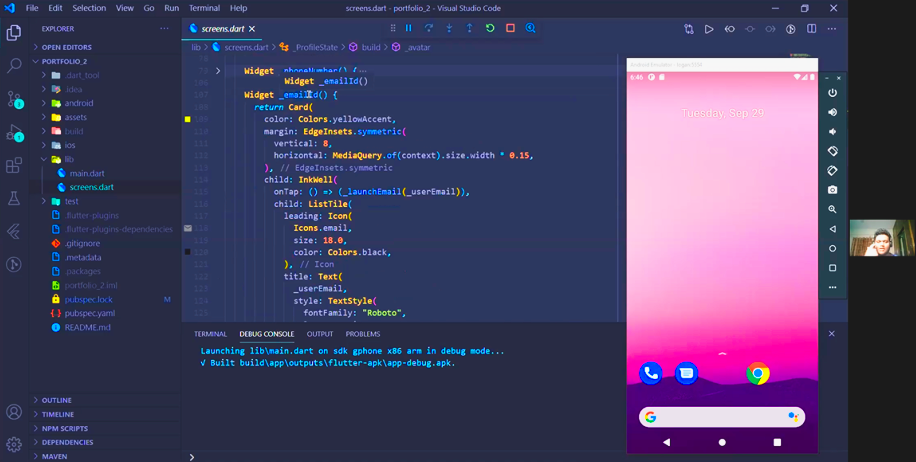 File Edit Selection View Go Run Terminal Help
screens.dart - portfolio_2 - Visual Studio Code
EXPLORER
OPEN EDITORS
PORTFOLIO_2
.dart_tool
.idea
android
assets
build
ios
lib
main.dart
screens.dart
test
.flutter-plugins
.flutter-plugins-dependencies
.gitignore
.metadata
.packages
portfolio_2.iml
pubspec.lock M
pubspec.yaml
README.md
OUTLINE
TIMELINE
NPM SCRIPTS
DEPENDENCIES
MAVEN
screens.dart
lib > screens.dart > _ProfileState > build > _avatar
Widget _phoneNumber() {…
Widget _emailId()
Widget _emailId() {
return Card(
color: Colors.yellowAccent,
margin: EdgeInsets.symmetric(
vertical: 8,
horizontal: MediaQuery.of(context).size.width * 0.15,
), // EdgeInsets.symmetric
child: InkWell(
onTap: () => (_launchEmail(_userEmail)),
child: ListTile(
leading: Icon(
Icons.email,
size: 18.0,
color: Colors.black,
), // Icon
title: Text(
_userEmail,
style: TextStyle(
fontFamily: "Roboto",
TERMINAL DEBUG CONSOLE OUTPUT PROBLEMS
Launching lib\main.dart on sdk gphone x86 arm in debug mode...
√ Built build\app\outputs\flutter-apk\app-debug.apk.
6:46
Tuesday, Sep 29